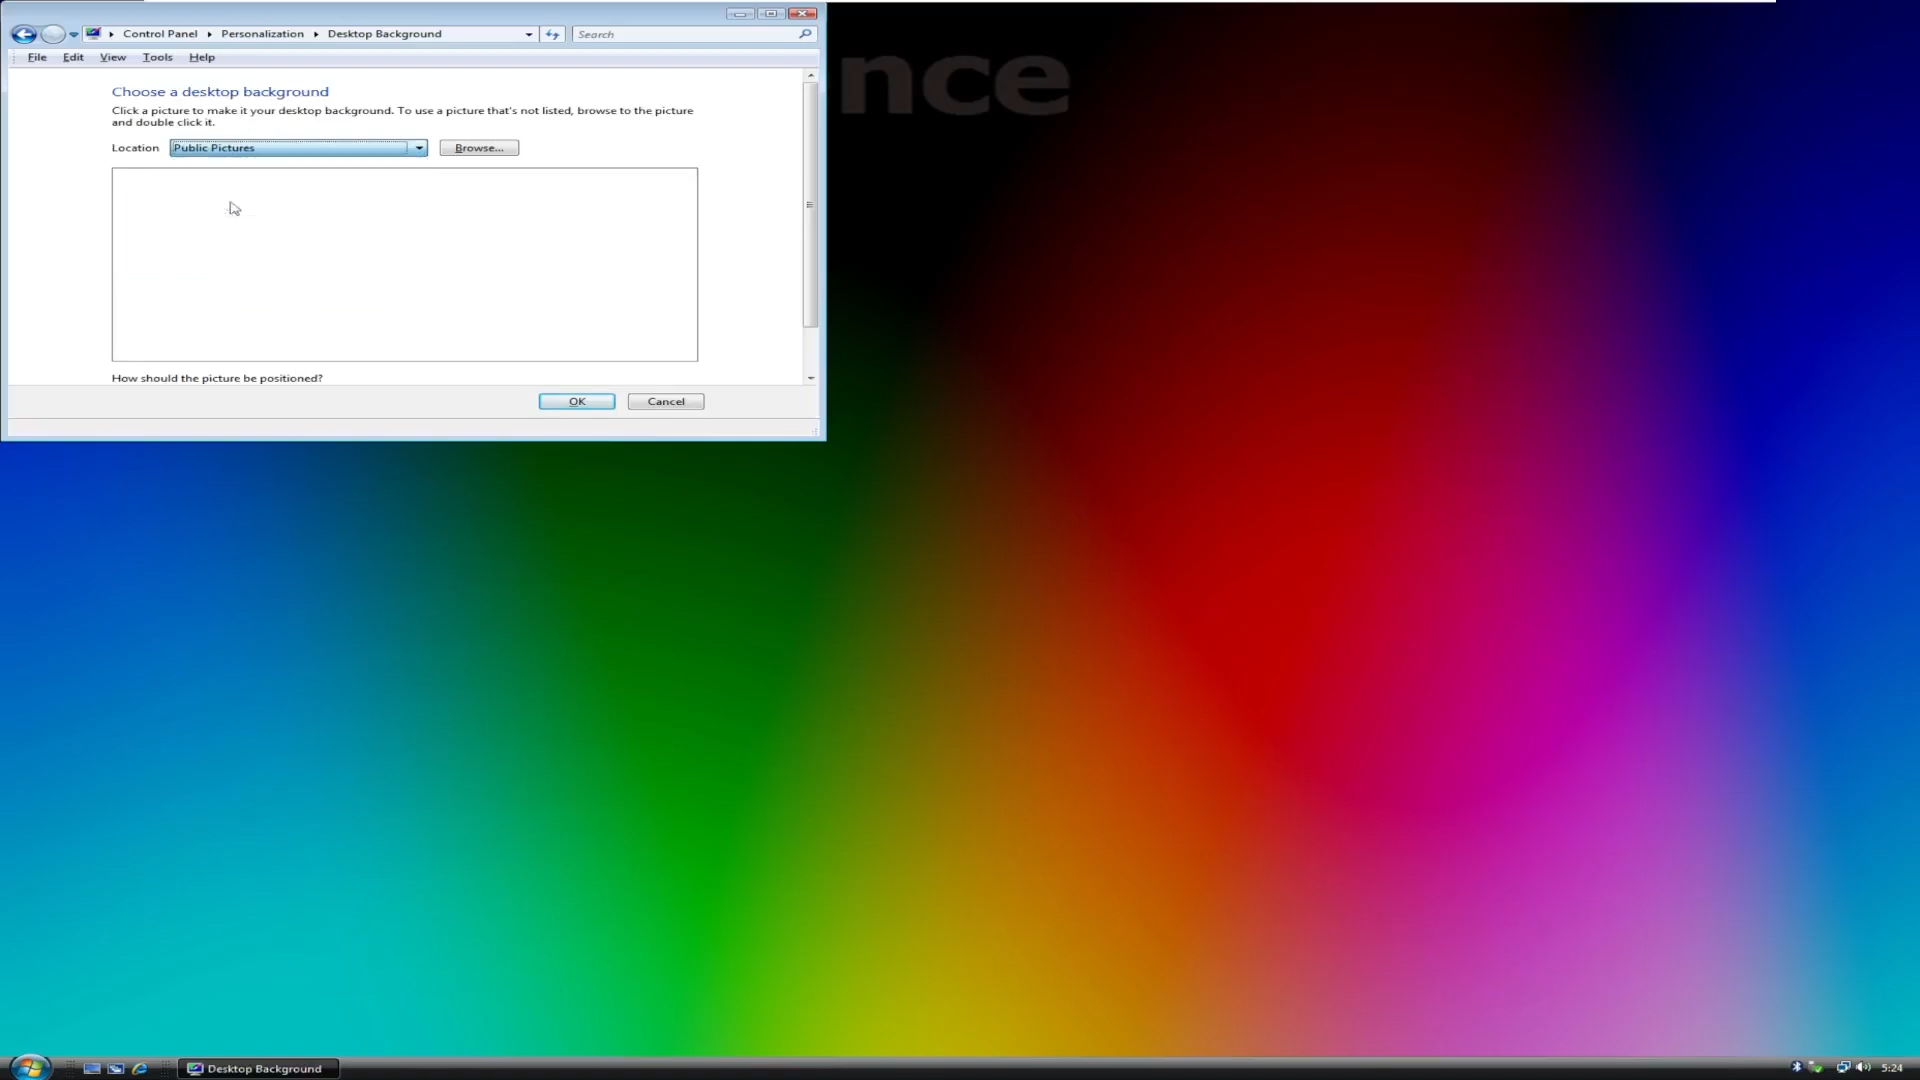 Control Panel Personalization Desktop Background Search
File Edit View Tools Help
nce
Choose a desktop background
Click a picture to make it your desktop background. To use a picture that's not listed, browse to the picture
and double click it.
Location Public Pictures Browse...
How should the picture be positioned?
OK Cancel
Desktop Background 5:24